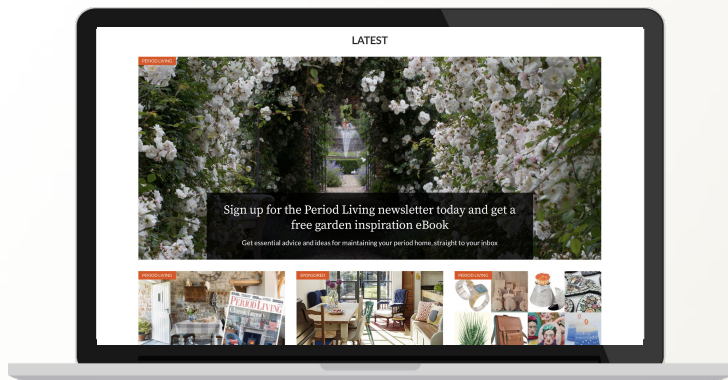 LATEST
PERIOD LIVING
Sign up for the Period Living newsletter today and get a
free garden inspiration eBook
Get essential advice and ideas for maintaining your period home, straight to your inbox
PERIOD LIVING
SPONSORED
PERIOD LIVING
PERIOD LIVING